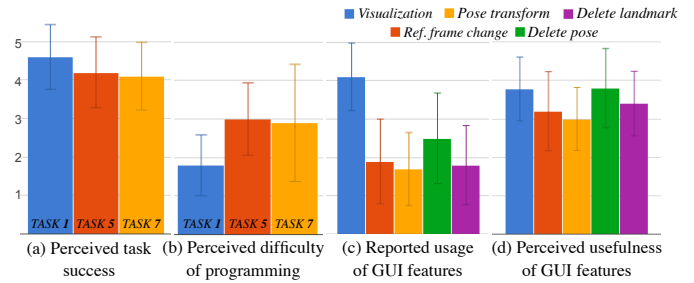 Visualization Pose transform Delete landmark
Ref. frame change Delete pose
5
4
3
2
1
TASK 1 TASK 5 TASK 7
TASK 1 TASK 5 TASK 7
(a) Perceived task
success
(b) Perceived difficulty
of programming
(c) Reported usage
of GUI features
(d) Perceived usefulness
of GUI features